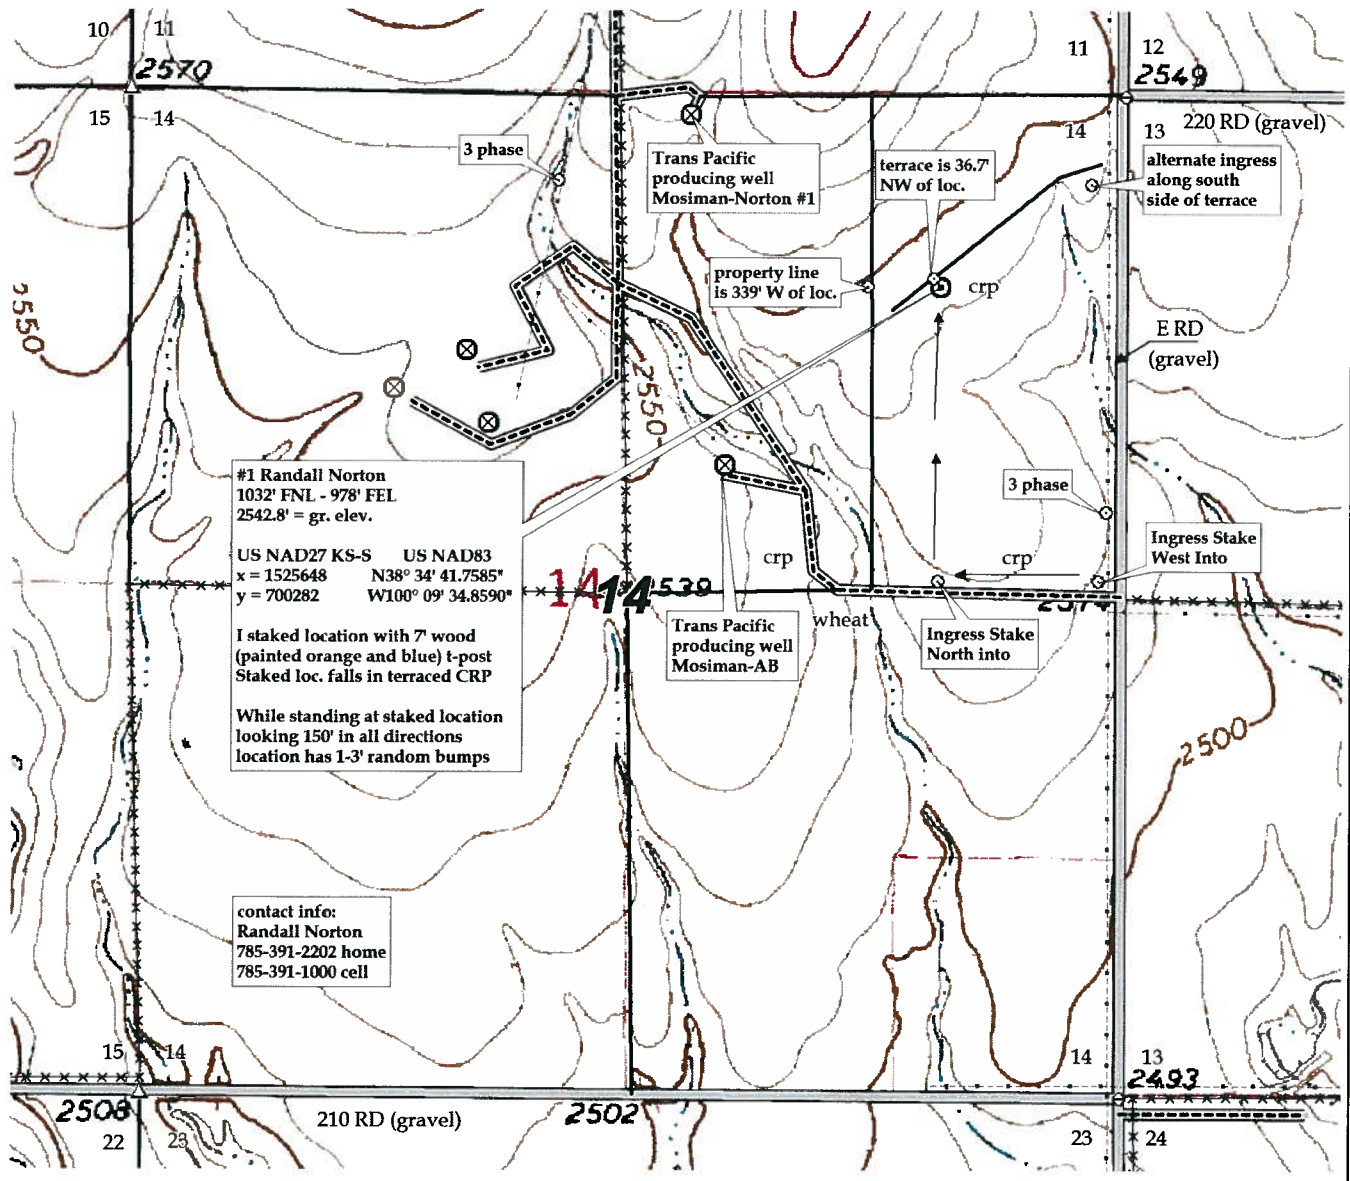 10
11
2570
15
14
11
12
2549
14
13
220 RD (gravel)
3 phase
Trans Pacific
producing well
Mosiman-Norton #1
terrace is 36.7'
NW of loc.
alternate ingress
along south
side of terrace
property line
is 339' W of loc.
crp
2550
E RD
(gravel)
2550
#1 Randall Norton
1032' FNL - 978' FEL
2542.8' = gr. elev.
US NAD27 KS-S US NAD83
x = 1525648 N38° 34' 41.7585"
y = 700282 W100° 09' 34.8590"
I staked location with 7' wood
(painted orange and blue) t-post
Staked loc. falls in terraced CRP
While standing at staked location
looking 150' in all directions
location has 1-3' random bumps
3 phase
Ingress Stake
West Into
crp
crp
14
14
539
wheat
Trans Pacific
producing well
Mosiman-AB
Ingress Stake
North into
2500
contact info:
Randall Norton
785-391-2202 home
785-391-1000 cell
15
14
14
13
2493
2508
210 RD (gravel)
2502
22
23
23
24